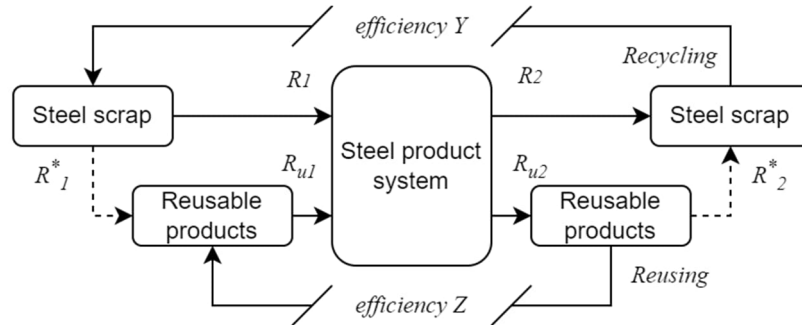 efficiency Y
Recycling
R1
R2
Steel scrap
Steel product
system
Steel scrap
R*1
Ru1
Ru2
R*2
Reusable
products
Reusable
products
Reusing
efficiency Z